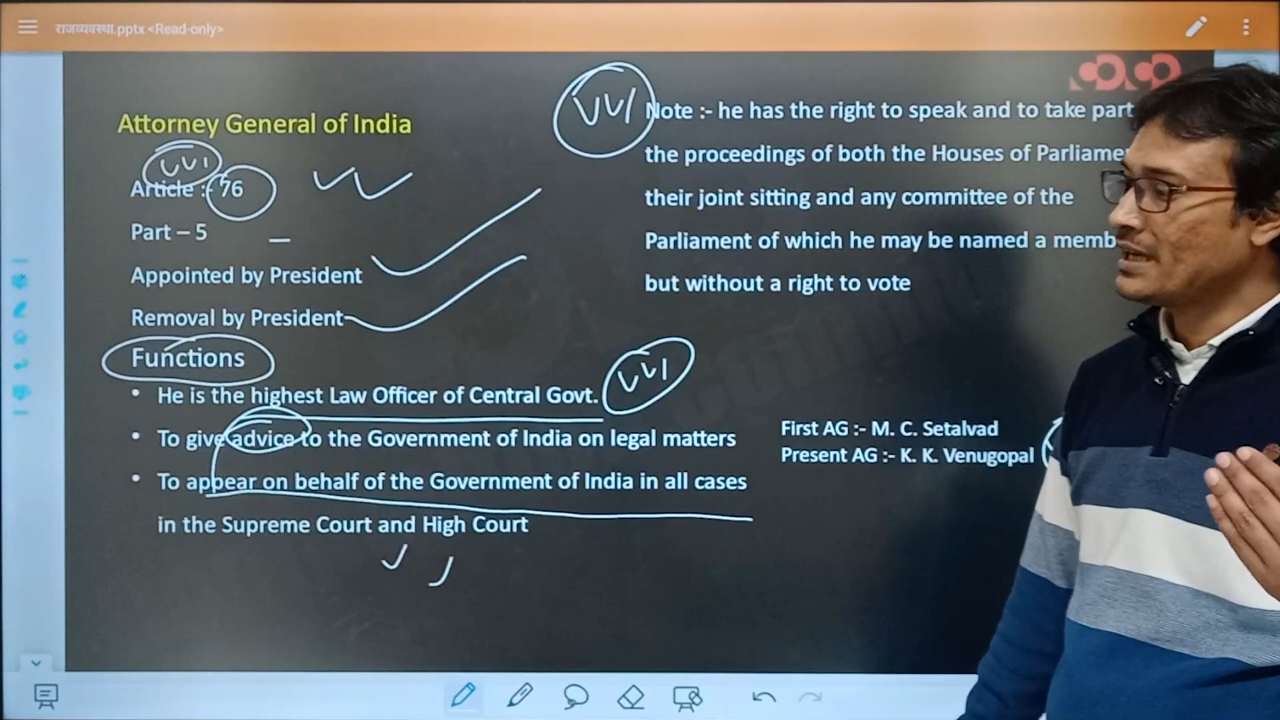 राजव्यवस्था.pptx <Read-only>
Attorney General of India
VVI
Article :- 76
Part – 5
Appointed by President
Removal by President
Functions
• He is the highest Law Officer of Central Govt.
VVI
• To give advice to the Government of India on legal matters
• To appear on behalf of the Government of India in all cases
in the Supreme Court and High Court
VVI
Note :- he has the right to speak and to take part
the proceedings of both the Houses of Parliame
their joint sitting and any committee of the
Parliament of which he may be named a memb
but without a right to vote
First AG :- M. C. Setalvad
Present AG :- K. K. Venugopal